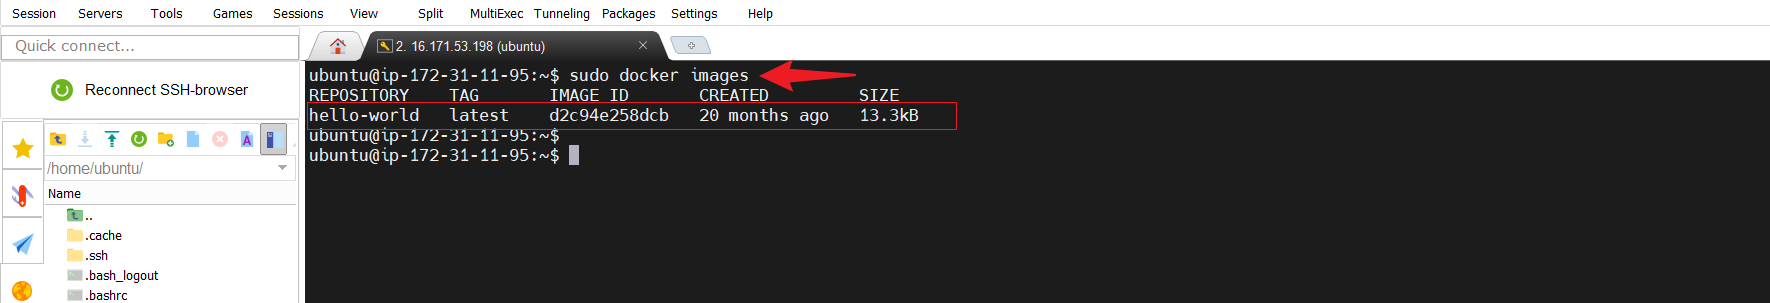 Session Servers Tools Games Sessions View Split MultiExec Tunneling Packages Settings Help
Quick connect...
2. 16.171.53.198 (ubuntu)
Reconnect SSH-browser
/home/ubuntu/
Name
..
.cache
.ssh
.bash_logout
.bashrc
ubuntu@ip-172-31-11-95:~$ sudo docker images
REPOSITORY TAG IMAGE ID CREATED SIZE
hello-world latest d2c94e258dcb 20 months ago 13.3kB
ubuntu@ip-172-31-11-95:~$
ubuntu@ip-172-31-11-95:~$